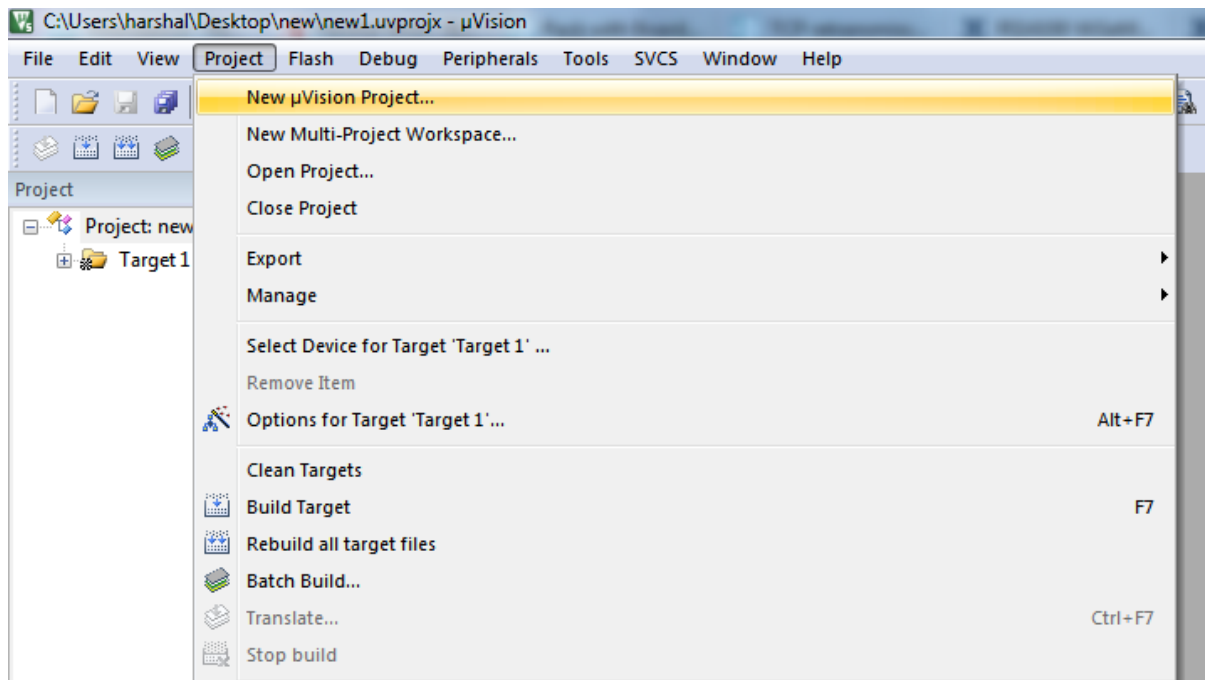 C:\Users\harshal\Desktop\new\new1.uvprojx - µVision
File Edit View Project Flash Debug Peripherals Tools SVCS Window Help
New µVision Project...
New Multi-Project Workspace...
Open Project...
Project
Close Project
Project: new
Target 1
Export
Manage
Select Device for Target 'Target 1' ...
Remove Item
Options for Target 'Target 1'... Alt+F7
Clean Targets
Build Target F7
Rebuild all target files
Batch Build...
Translate... Ctrl+F7
Stop build